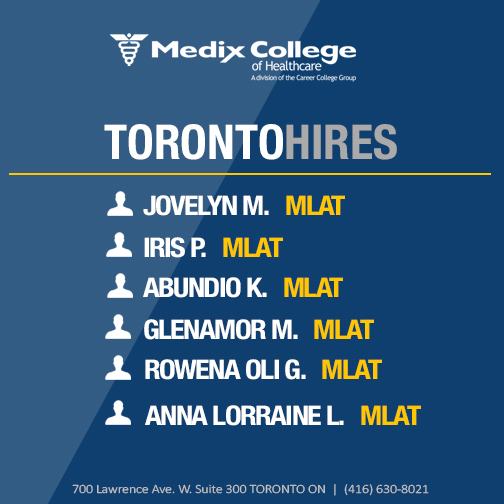 Medix College
of Healthcare
A division of the Career College Group
TORONTOHIRES
JOVELYN M. MLAT
IRIS P. MLAT
ABUNDIO K. MLAT
GLENAMOR M. MLAT
ROWENA OLI G. MLAT
ANNA LORRAINE L. MLAT
700 Lawrence Ave. W. Suite 300 TORONTO ON | (416) 630-8021